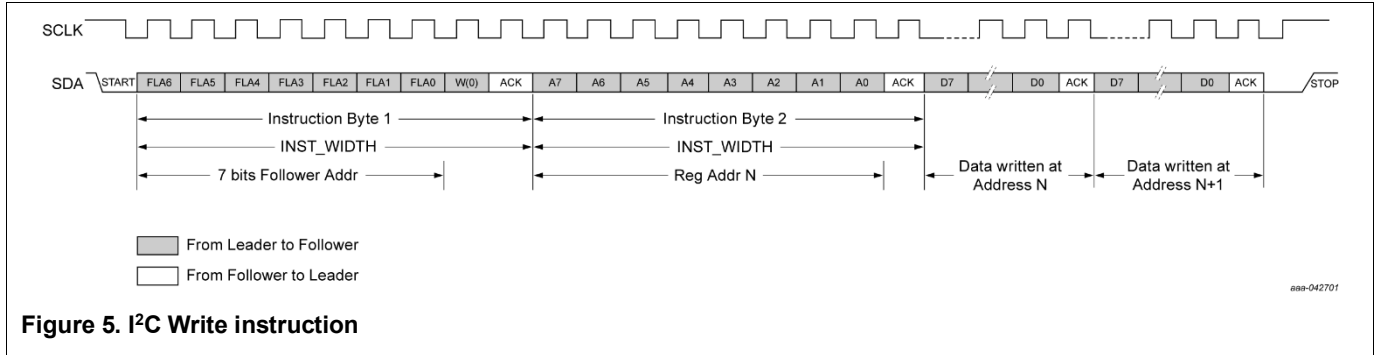 SCLK
SDA START FLA6 FLA5 FLA4 FLA3 FLA2 FLA1 FLA0 W(0) ACK A7 A6 A5 A4 A3 A2 A1 A0 ACK D7 D0 ACK D7 D0 ACK STOP
Instruction Byte 1 Instruction Byte 2
INST_WIDTH INST_WIDTH
7 bits Follower Addr Reg Addr N Data written at Address N Data written at Address N+1
From Leader to Follower
From Follower to Leader
aaa-042701
Figure 5. I²C Write instruction